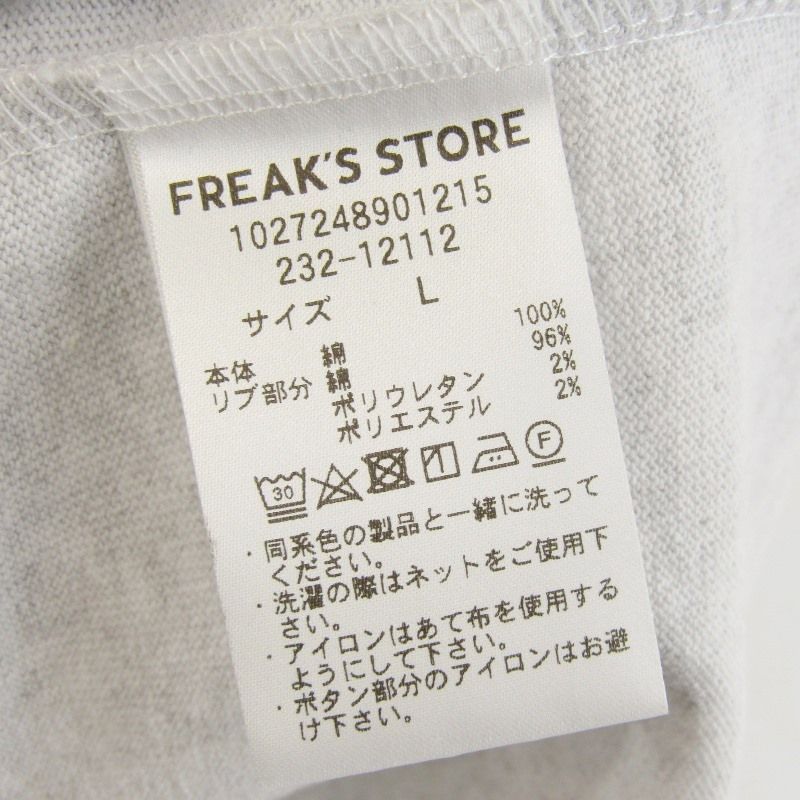 FREAK'S STORE
1027248901215
232-12112
サイズ L
本体 綿 100%
リブ部分 綿 96%
ポリウレタン 2%
ポリエステル 2%
30 F
・同系色の製品と一緒に洗って
ください。
・洗濯の際はネットをご使用下
さい。
・アイロンはあて布を使用する
ようにして下さい。
・ボタン部分のアイロンはお避
け下さい。